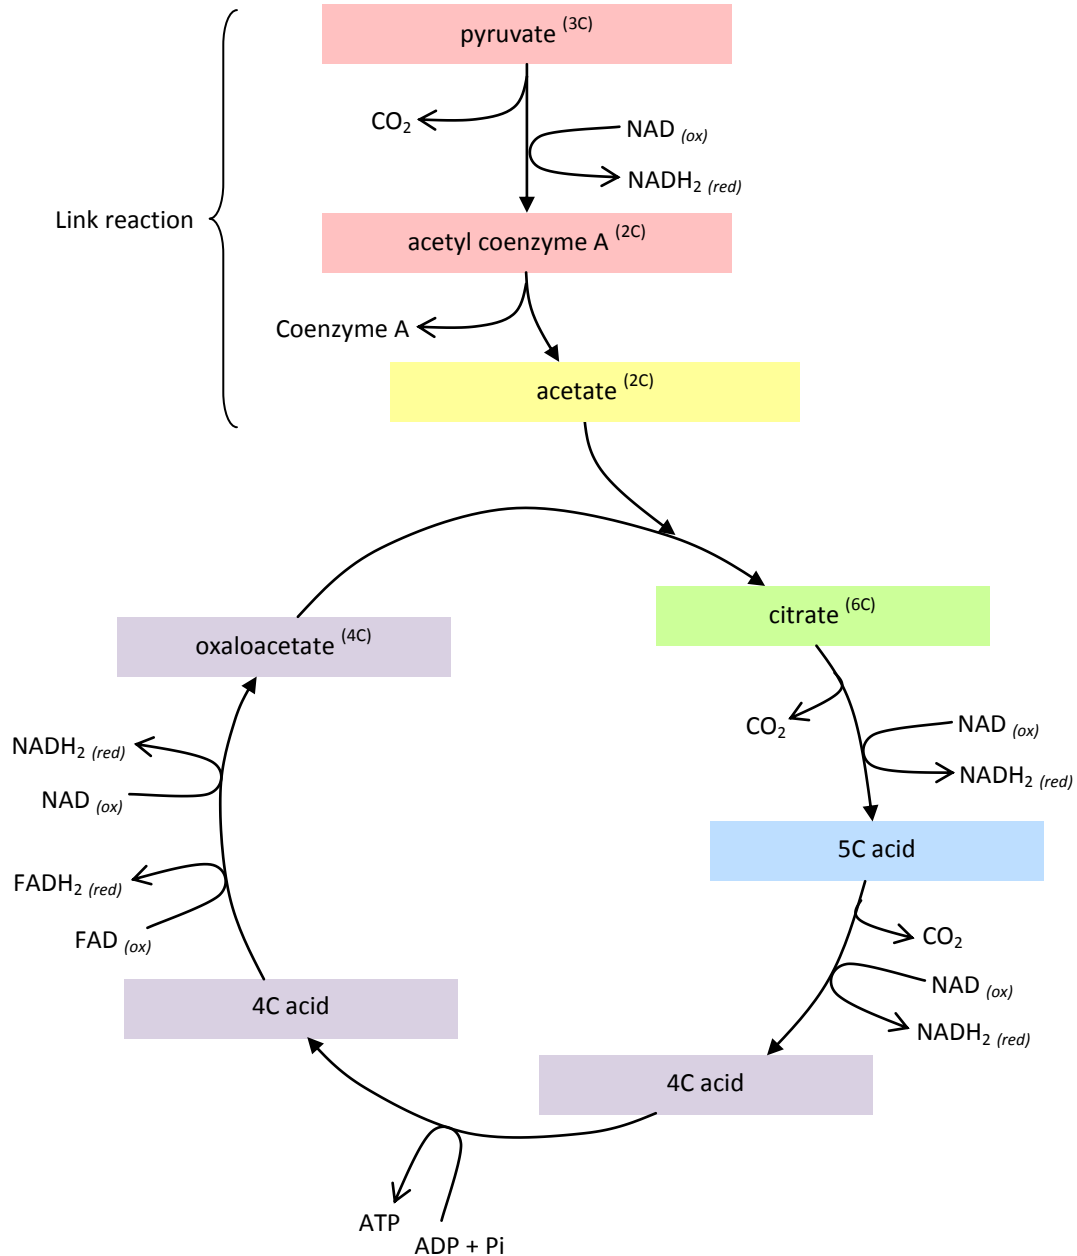 pyruvate (3C)
CO₂
NAD (ox)
NADH₂ (red)
Link reaction
acetyl coenzyme A (2C)
Coenzyme A
acetate (2C)
citrate (6C)
oxaloacetate (4C)
CO₂
NAD (ox)
NADH₂ (red)
NADH₂ (red)
NAD (ox)
5C acid
FADH₂ (red)
FAD (ox)
CO₂
NAD (ox)
NADH₂ (red)
4C acid
4C acid
ATP
ADP + Pi